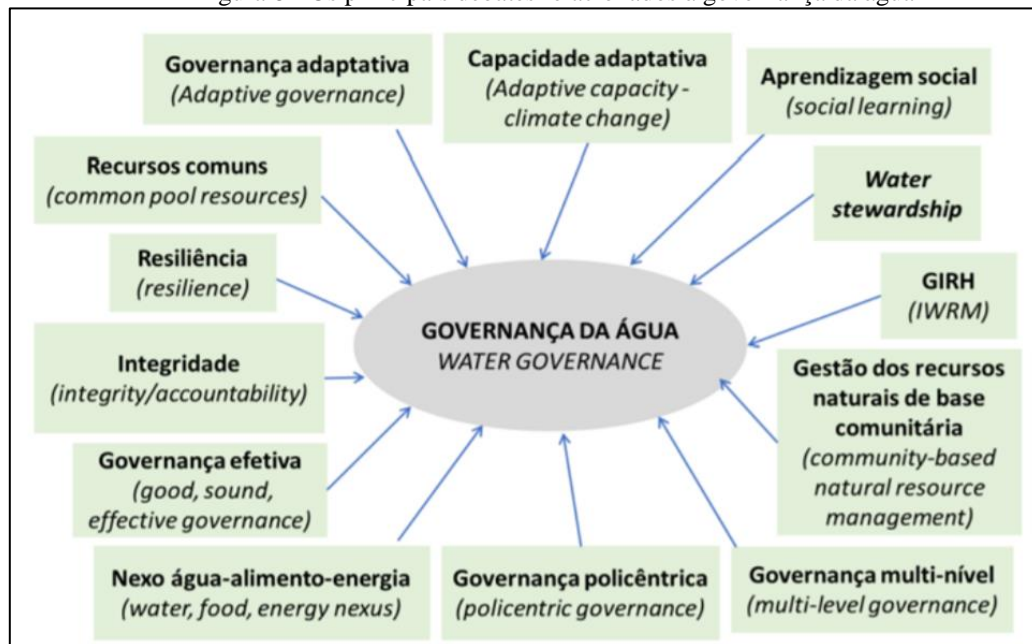 Governança adaptativa
(Adaptive governance)
Capacidade adaptativa
(Adaptive capacity -
climate change)
Aprendizagem social
(social learning)
Recursos comuns
(common pool resources)
Water
stewardship
Resiliência
(resilience)
GIRH
(IWRM)
GOVERNANÇA DA ÁGUA
WATER GOVERNANCE
Integridade
(integrity/accountability)
Gestão dos recursos
naturais de base
comunitária
(community-based
natural resource
management)
Governança efetiva
(good, sound,
effective governance)
Nexo água-alimento-energia
(water, food, energy nexus)
Governança policêntrica
(policentric governance)
Governança multi-nível
(multi-level governance)